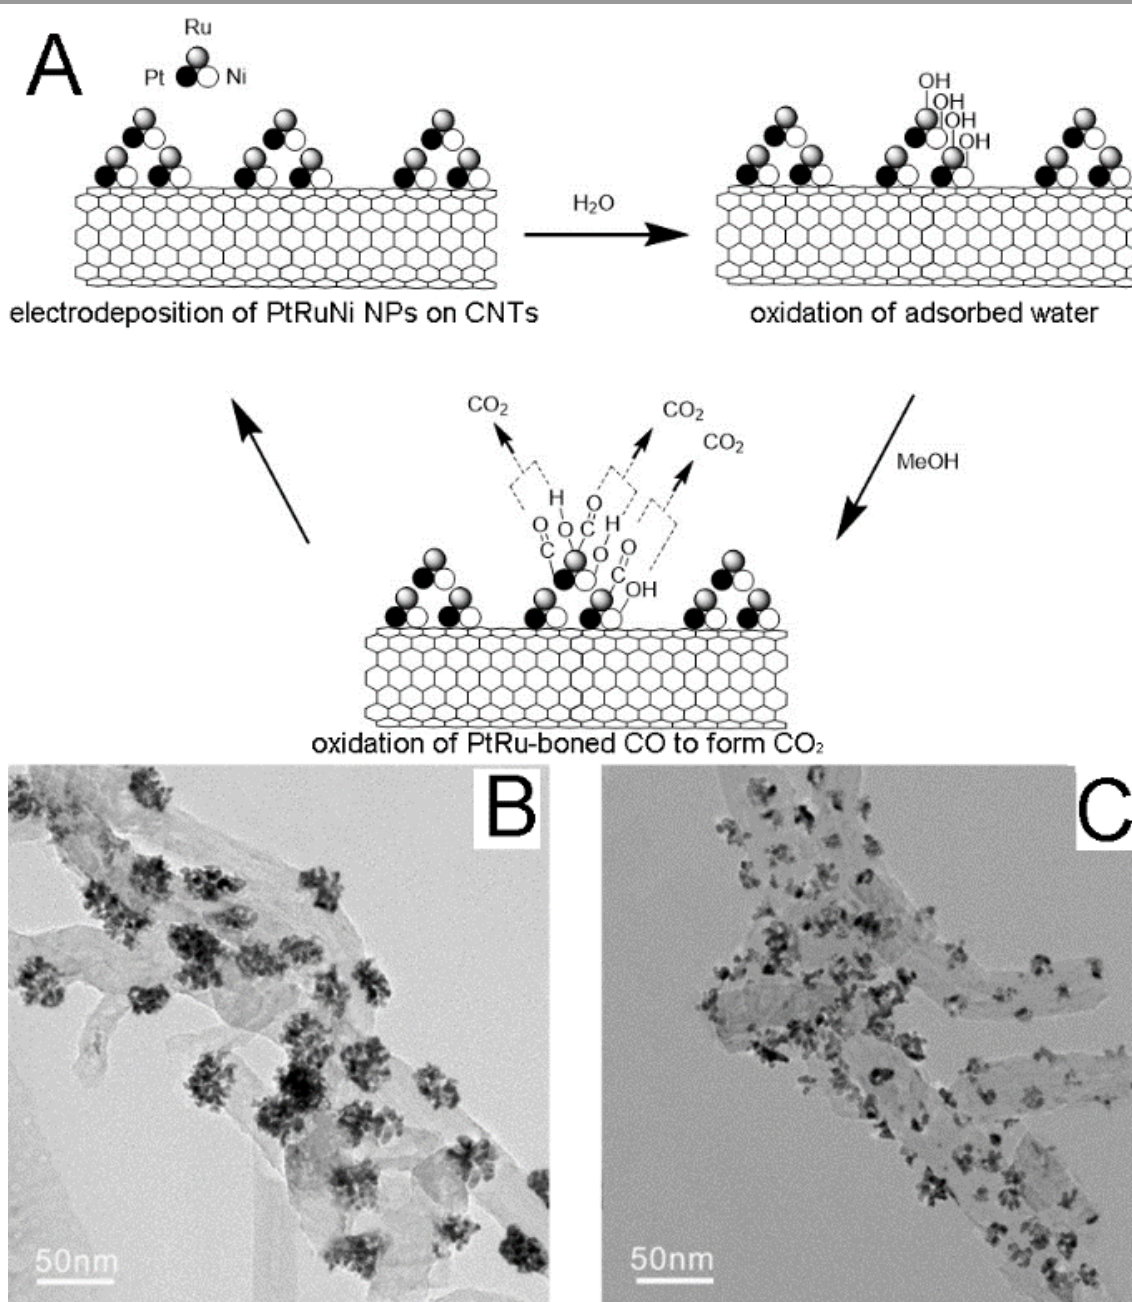 A
Ru
Pt
Ni
OH
OH
OH
OH
H₂O
electrodeposition of PtRuNi NPs on CNTs
oxidation of adsorbed water
CO₂
CO₂
CO₂
MeOH
H
O
O
H
O
C
O
C
O
O
C
OH
oxidation of PtRu-boned CO to form CO₂
B
C
50nm
50nm